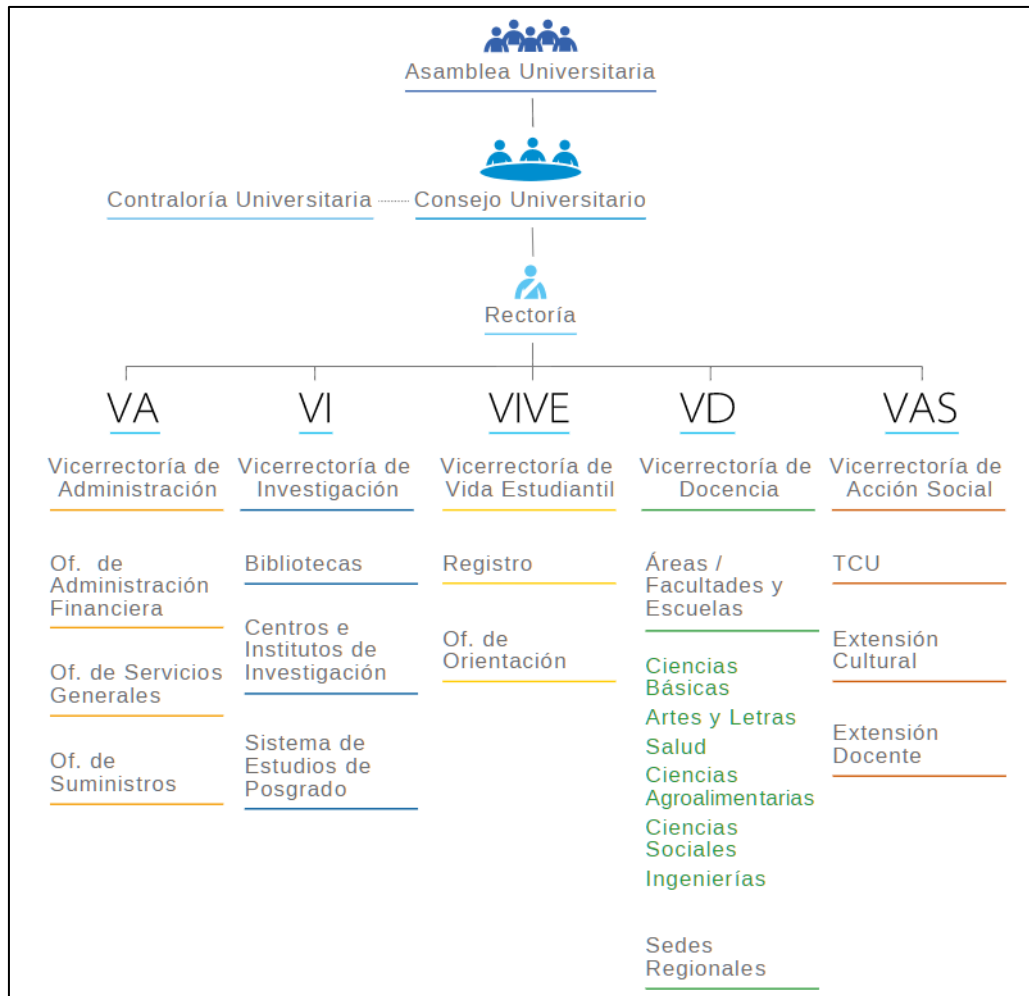 Asamblea Universitaria
Contraloría Universitaria
Consejo Universitario
Rectoría
VA
Vicerrectoría de
Administración
Of. de
Administración
Financiera
Of. de Servicios
Generales
Of. de
Suministros
VI
Vicerrectoría de
Investigación
Bibliotecas
Centros e
Institutos de
Investigación
Sistema de
Estudios de
Posgrado
VIVE
Vicerrectoría de
Vida Estudiantil
Registro
Of. de
Orientación
VD
Vicerrectoría de
Docencia
Áreas /
Facultades y
Escuelas
Ciencias
Básicas
Artes y Letras
Salud
Ciencias
Agroalimentarias
Ciencias
Sociales
Ingenierías
Sedes
Regionales
VAS
Vicerrectoría de
Acción Social
TCU
Extensión
Cultural
Extensión
Docente